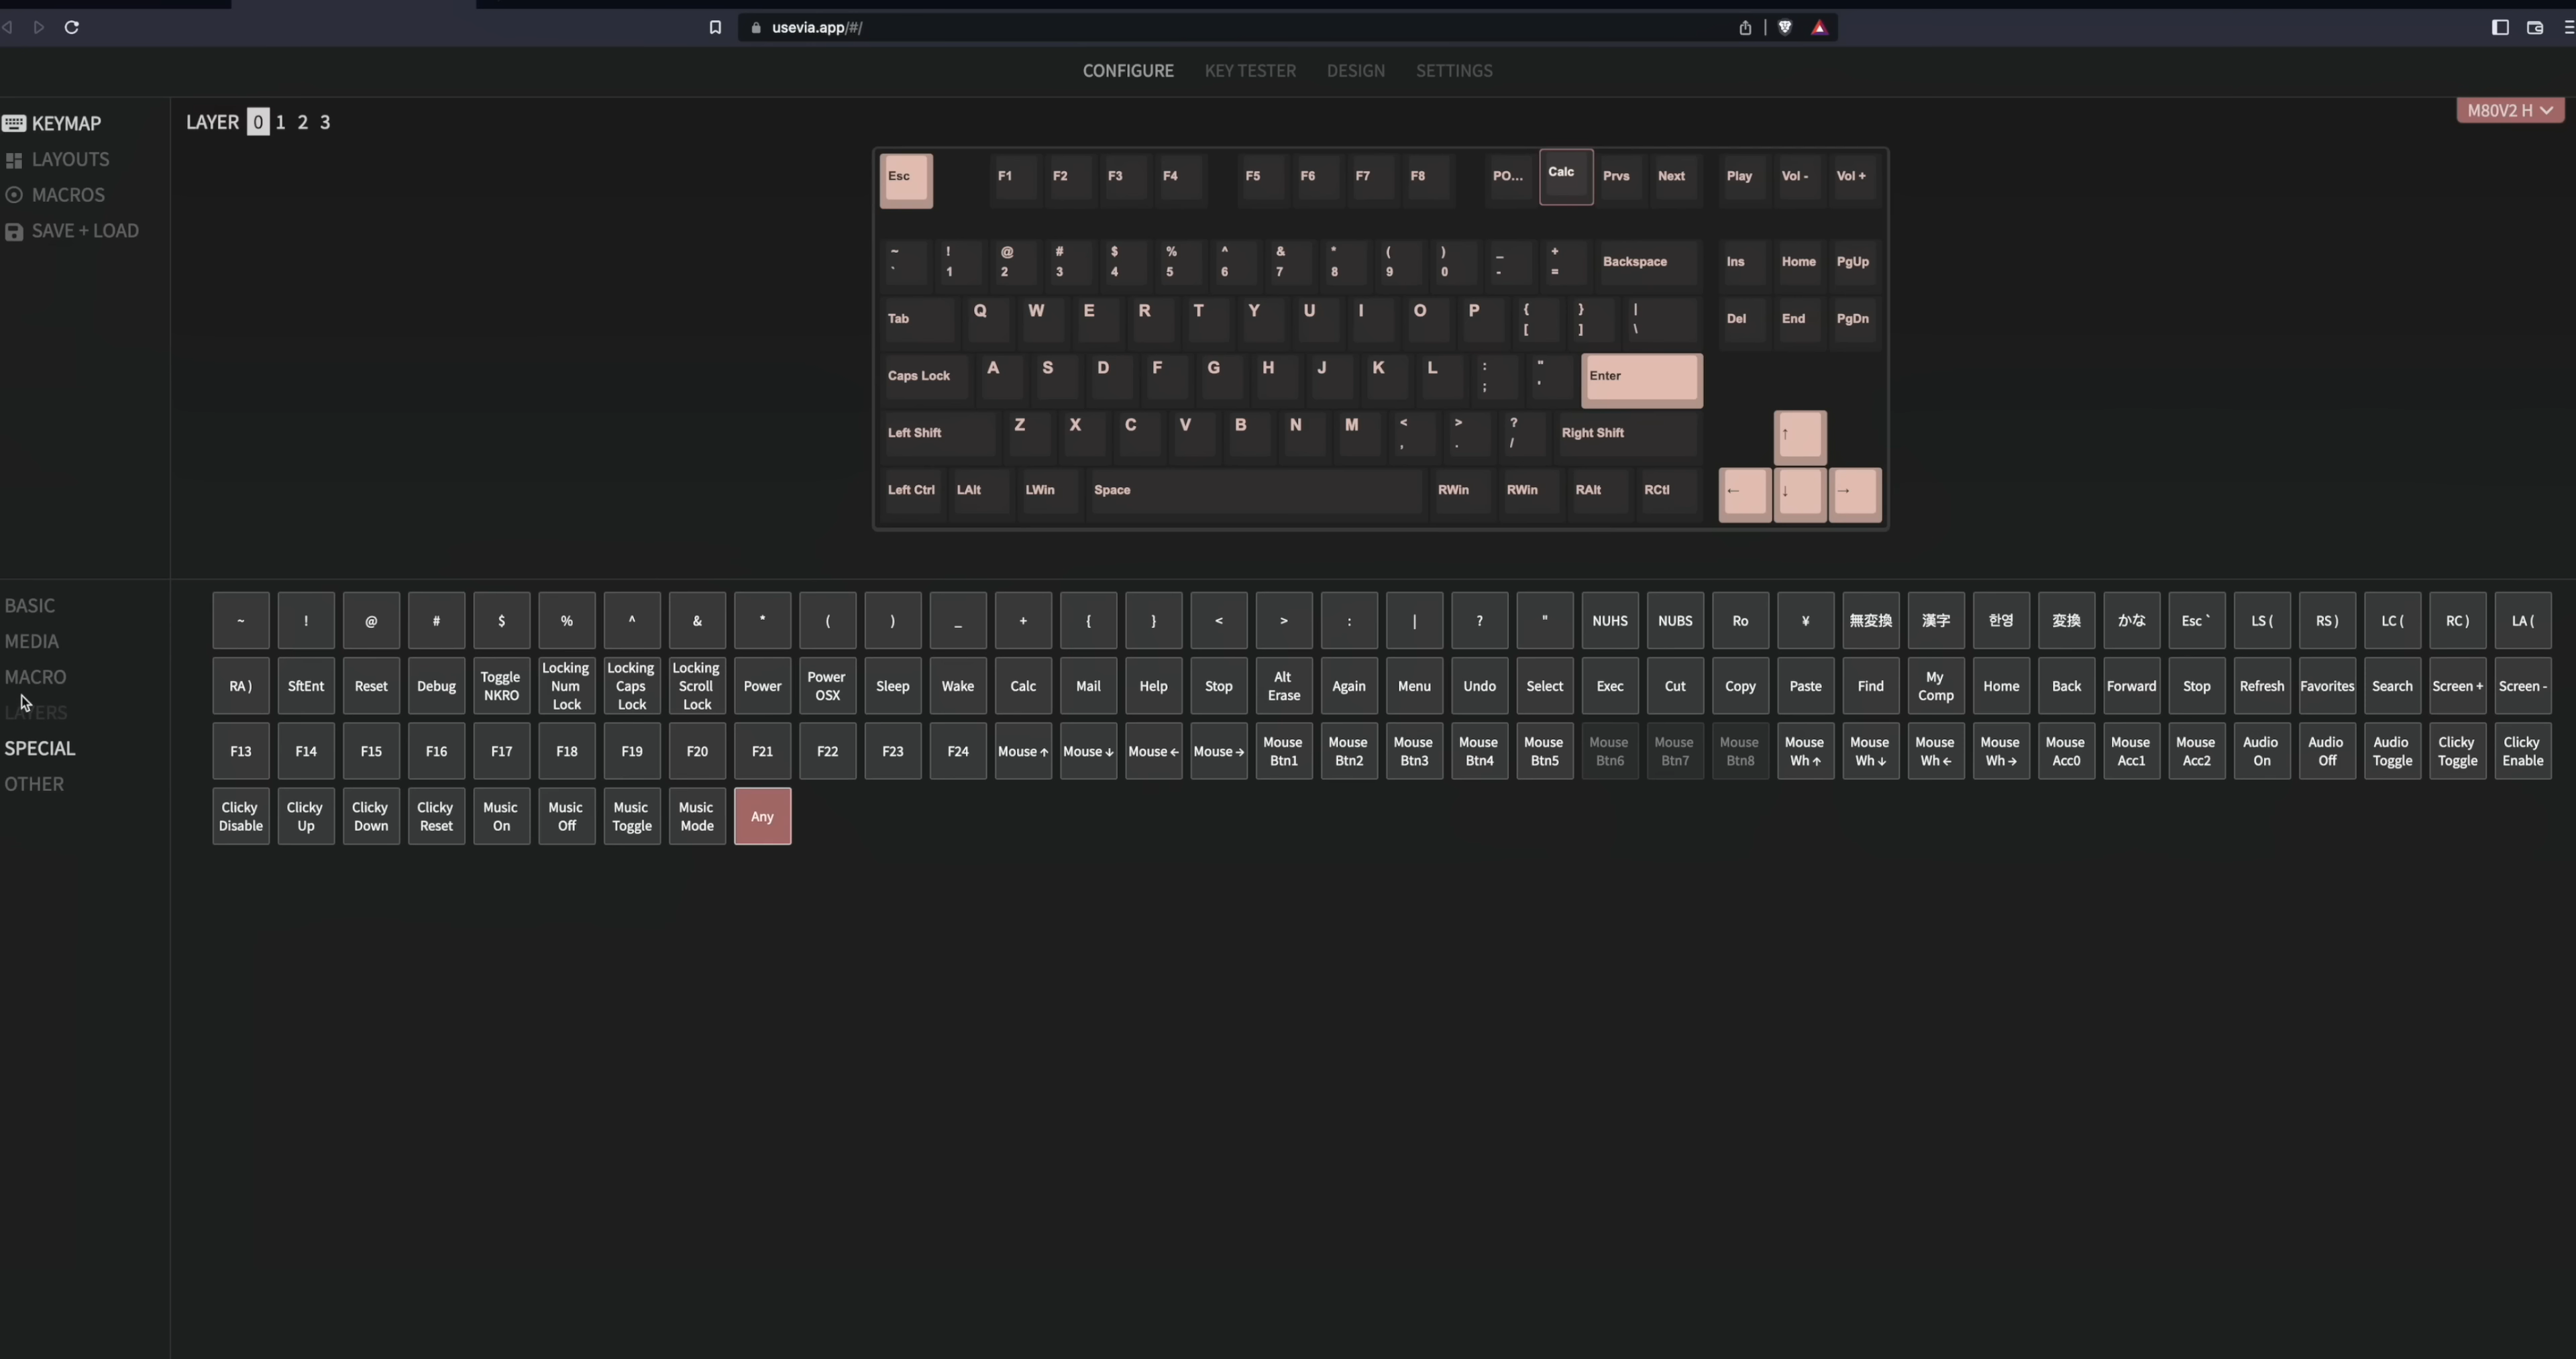 usevia.app/#/
CONFIGURE KEY TESTER DESIGN SETTINGS
KEYMAP
LAYOUTS
MACROS
SAVE + LOAD
LAYER 0 1 2 3
M80V2 H
Esc F1 F2 F3 F4 F5 F6 F7 F8 PO... Calc Prvs Next Play Vol - Vol +
~ ! @ # $ % ^ & * ( ) _ +
` 1 2 3 4 5 6 7 8 9 0 - = Backspace Ins Home PgUp
Tab Q W E R T Y U I O P { } |
[ ] \ Del End PgDn
Caps Lock A S D F G H J K L : "
; ' Enter
Left Shift Z X C V B N M < > ?
, . / Right Shift ↑
Left Ctrl LAlt LWin Space RWin RWin RAlt RCtl ← ↓ →
BASIC
MEDIA
MACRO
LAYERS
SPECIAL
OTHER
~ ! @ # $ % ^ & * ( ) _ + { } < > : | ? " NUHS NUBS Ro ¥ 無変換 漢字 한영 変換 かな Esc ` LS ( RS ) LC ( RC ) LA (
RA ) SftEnt Reset Debug Toggle NKRO Locking Num Lock Locking Caps Lock Locking Scroll Lock Power Power OSX Sleep Wake Calc Mail Help Stop Alt Erase Again Menu Undo Select Exec Cut Copy Paste Find My Comp Home Back Forward Stop Refresh Favorites Search Screen + Screen -
F13 F14 F15 F16 F17 F18 F19 F20 F21 F22 F23 F24 Mouse ↑ Mouse ↓ Mouse ← Mouse → Mouse Btn1 Mouse Btn2 Mouse Btn3 Mouse Btn4 Mouse Btn5 Mouse Btn6 Mouse Btn7 Mouse Btn8 Mouse Wh ↑ Mouse Wh ↓ Mouse Wh ← Mouse Wh → Mouse Acc0 Mouse Acc1 Mouse Acc2 Audio On Audio Off Audio Toggle Clicky Toggle Clicky Enable
Clicky Disable Clicky Up Clicky Down Clicky Reset Music On Music Off Music Toggle Music Mode Any